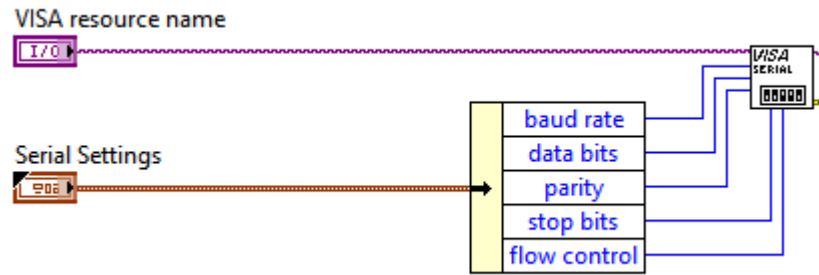 VISA resource name
I/O
VISA
SERIAL
Serial Settings
baud rate
data bits
parity
stop bits
flow control